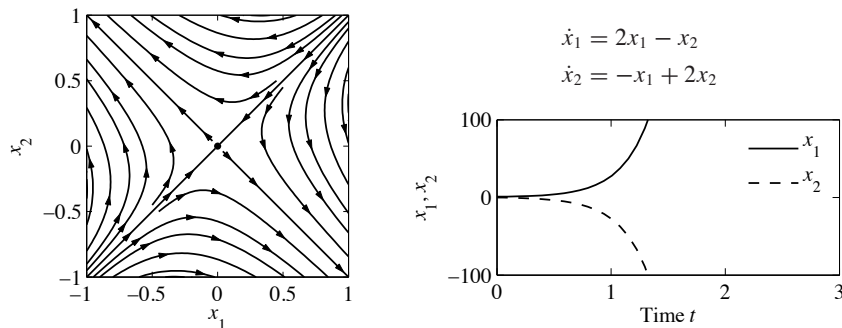 1
0.5
0
−0.5
−1
−1 −0.5 0 0.5 1
x₂
x₁
ẋ₁ = 2x₁ − x₂
ẋ₂ = −x₁ + 2x₂
100
0
−100
0 1 2 3
x₁, x₂
Time t
x₁
x₂